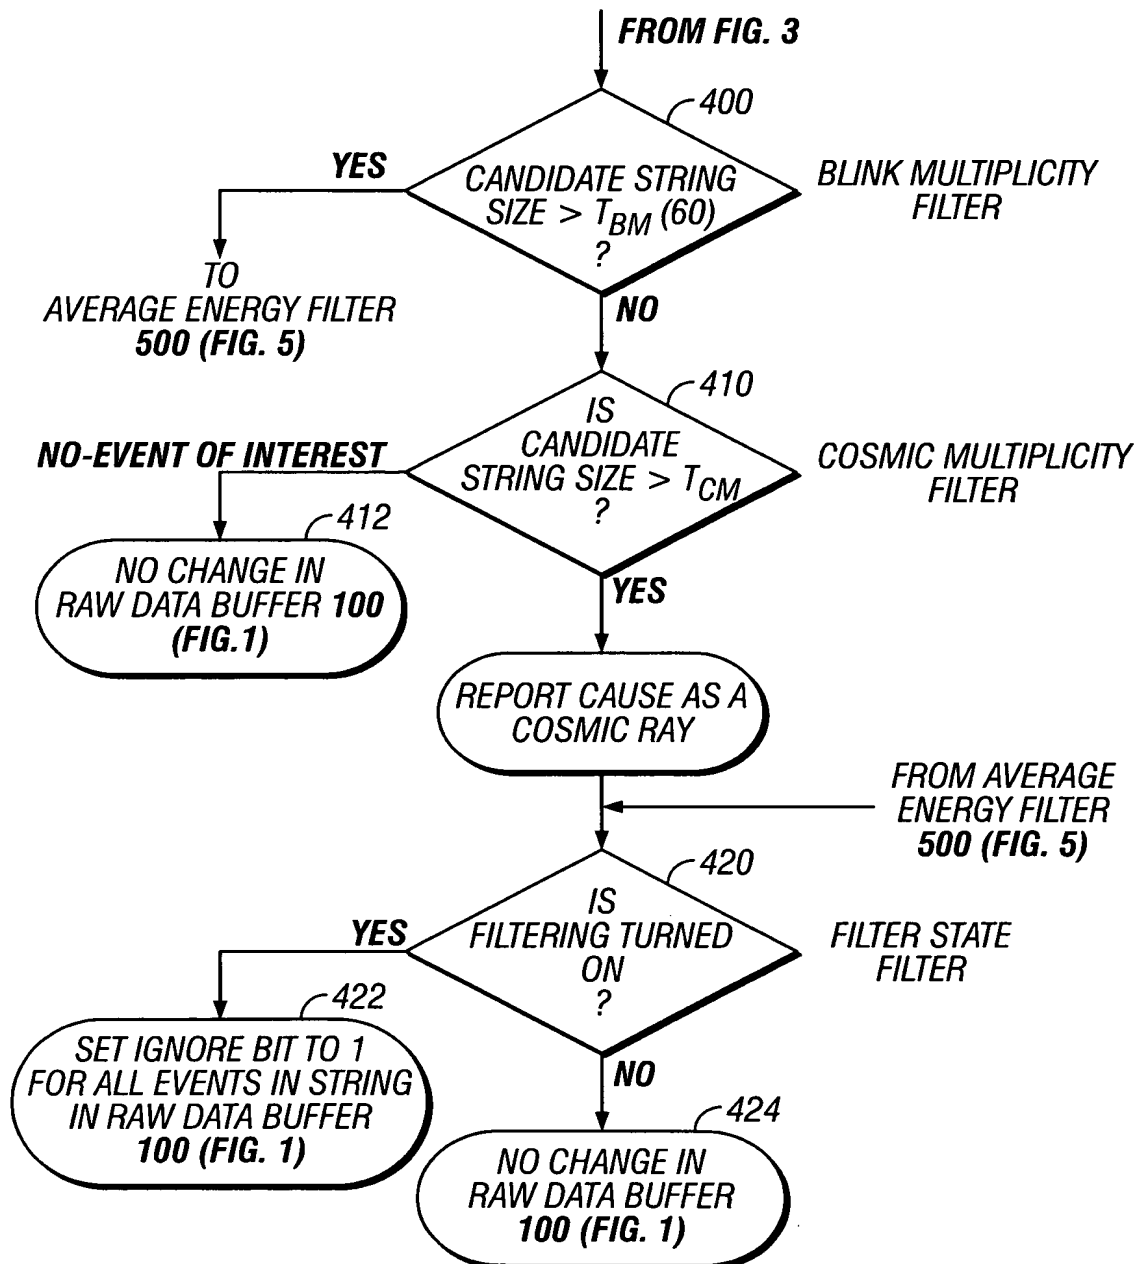 FROM FIG. 3
400
YES
CANDIDATE STRING
SIZE > T_BM (60)
?
BLINK MULTIPLICITY
FILTER
TO
AVERAGE ENERGY FILTER
500 (FIG. 5)
NO
410
IS
CANDIDATE
STRING SIZE > T_CM
?
NO-EVENT OF INTEREST
COSMIC MULTIPLICITY
FILTER
412
NO CHANGE IN
RAW DATA BUFFER 100
(FIG.1)
YES
REPORT CAUSE AS A
COSMIC RAY
FROM AVERAGE
ENERGY FILTER
500 (FIG. 5)
420
IS
FILTERING TURNED
ON
?
YES
FILTER STATE
FILTER
422
SET IGNORE BIT TO 1
FOR ALL EVENTS IN STRING
IN RAW DATA BUFFER
100 (FIG. 1)
NO
424
NO CHANGE IN
RAW DATA BUFFER
100 (FIG. 1)